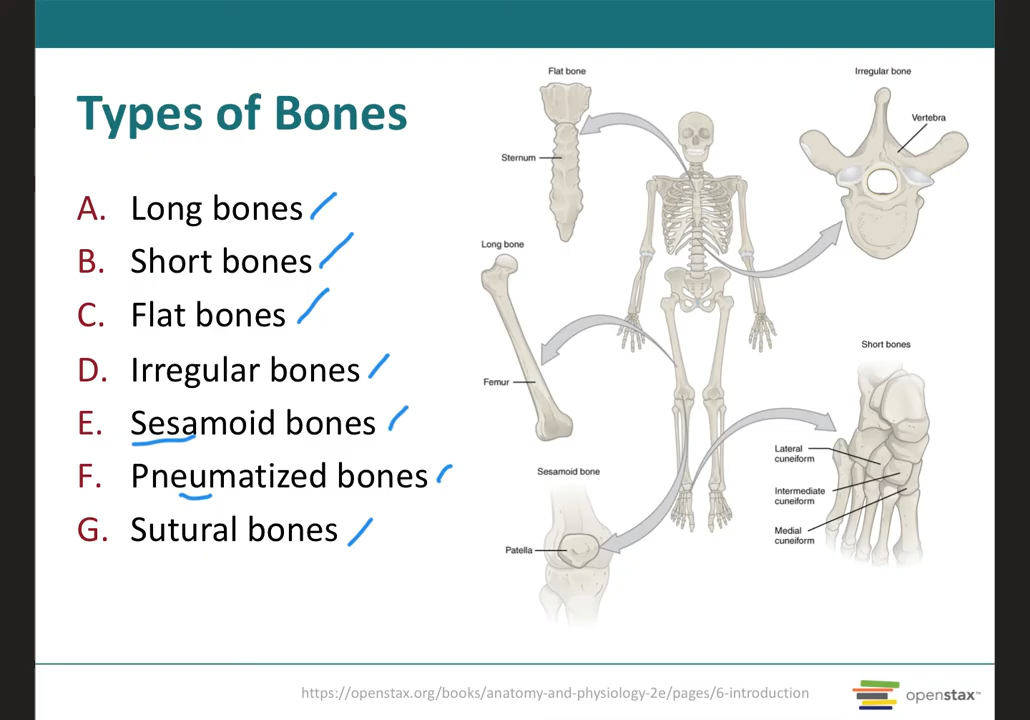 Types of Bones
A. Long bones
B. Short bones
C. Flat bones
D. Irregular bones
E. Sesamoid bones
F. Pneumatized bones
G. Sutural bones
Flat bone
Sternum
Irregular bone
Vertebra
Long bone
Femur
Short bones
Lateral
cuneiform
Intermediate
cuneiform
Medial
cuneiform
Sesamoid bone
Patella
https://openstax.org/books/anatomy-and-physiology-2e/pages/6-introduction
openstax™